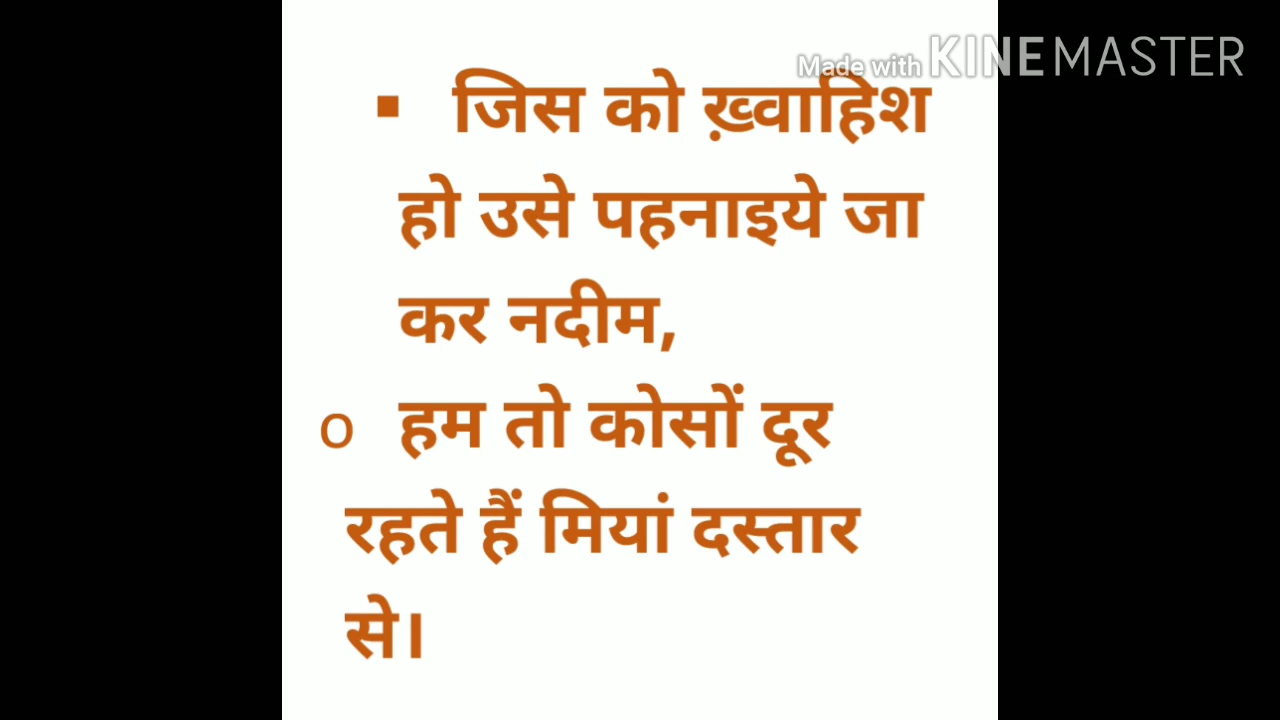 Made with KINEMASTER
▪ जिस को ख़्वाहिश
हो उसे पहनाइये जा
कर नदीम,
o हम तो कोसों दूर
रहते हैं मियां दस्तार
से।